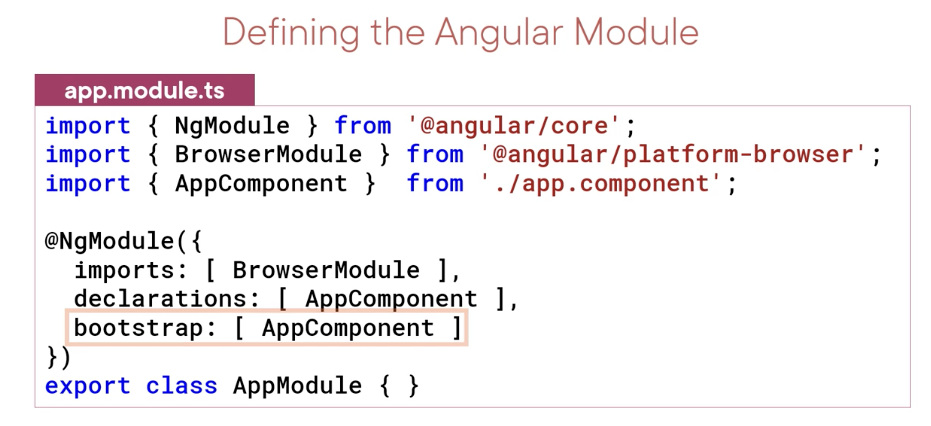 Defining the Angular Module
app.module.ts
import { NgModule } from '@angular/core';
import { BrowserModule } from '@angular/platform-browser';
import { AppComponent }  from './app.component';
@NgModule({
  imports: [ BrowserModule ],
  declarations: [ AppComponent ],
  bootstrap: [ AppComponent ]
})
export class AppModule { }